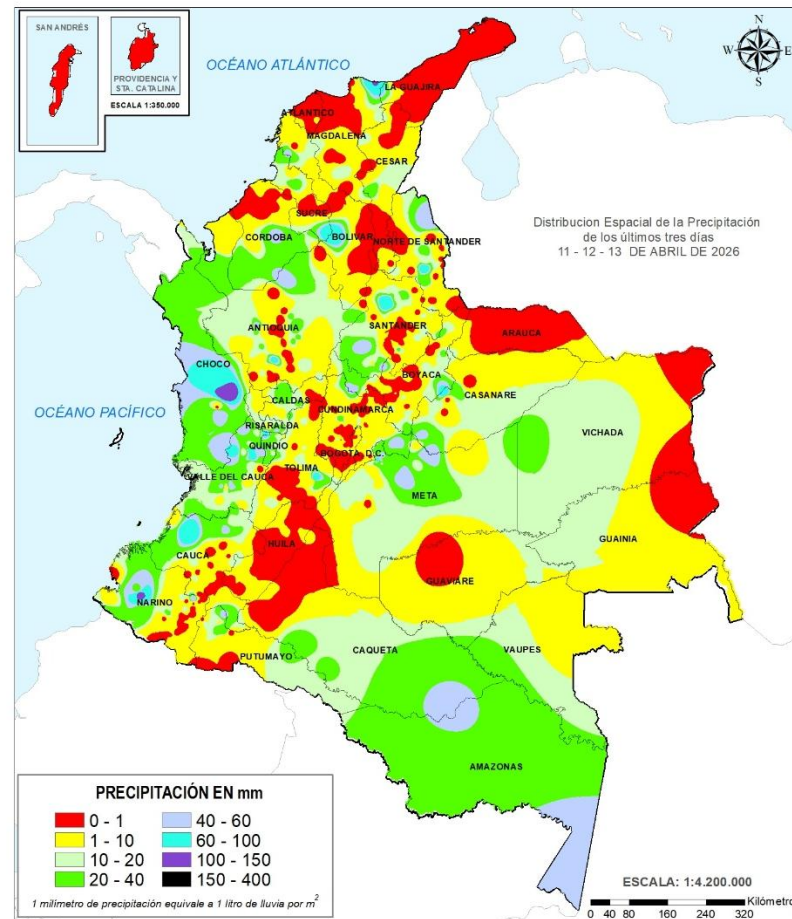 SAN ANDRÉS
PROVIDENCIA Y
STA. CATALINA
ESCALA 1:350.000
OCÉANO ATLÁNTICO
N
W E
S
LA GUAJIRA
ATLANTICO
MAGDALENA
CESAR
SUCRE
Distribucion Espacial de la Precipitación
de los últimos tres días
11 - 12 - 13 DE ABRIL DE 2026
CORDOBA
BOLIVAR
NORTE DE SANTANDER
ANTIOQUIA
SANTANDER
ARAUCA
CHOCO
BOYACA
CASANARE
OCÉANO PACÍFICO
CALDAS
CUNDINAMARCA
RISARALDA
VICHADA
QUINDIO
BOGOTA, D.C.
TOLIMA
VALLE DEL CAUCA
META
CAUCA
HUILA
GUAINIA
GUAVIARE
NARIÑO
PUTUMAYO
CAQUETA
VAUPES
AMAZONAS
PRECIPITACIÓN EN mm
0 - 1 40 - 60
1 - 10 60 - 100
10 - 20 100 - 150
20 - 40 150 - 400
1 milímetro de precipitación equivale a 1 litro de lluvia por m²
ESCALA: 1:4.200.000
Kilómetro
40 0 40 80 160 240 320